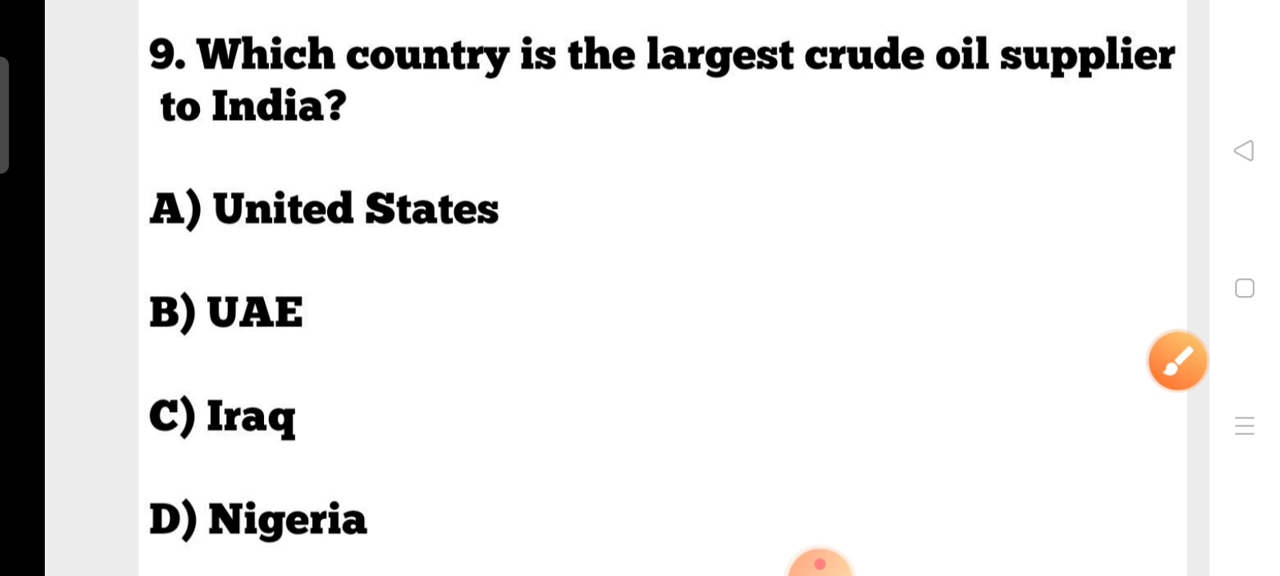 9. Which country is the largest crude oil supplier
to India?
A) United States
B) UAE
C) Iraq
D) Nigeria